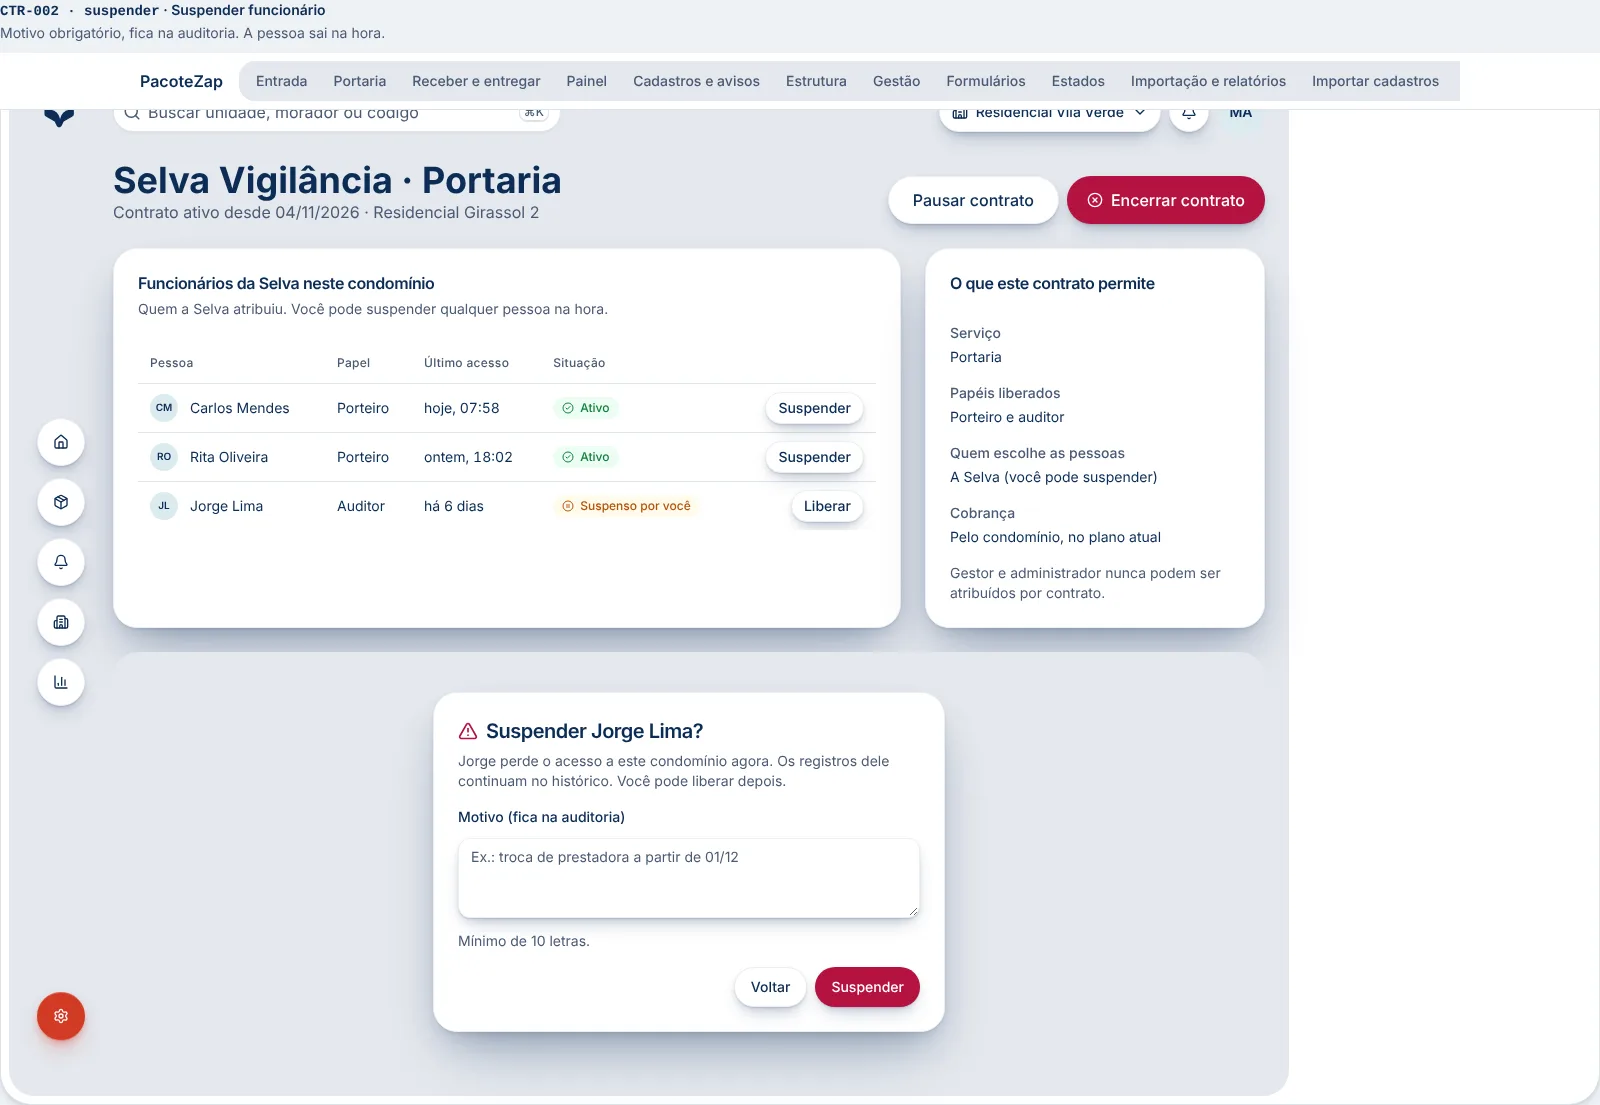 CTR-002 · suspender · Suspender funcionário
Motivo obrigatório, fica na auditoria. A pessoa sai na hora.
PacoteZap
Entrada
Portaria
Receber e entregar
Painel
Cadastros e avisos
Estrutura
Gestão
Formulários
Estados
Importação e relatórios
Importar cadastros
Buscar unidade, morador ou código
⌘K
Residencial Vila Verde
MA
Selva Vigilância · Portaria
Contrato ativo desde 04/11/2026 · Residencial Girassol 2
Pausar contrato
Encerrar contrato
Funcionários da Selva neste condomínio
Quem a Selva atribuiu. Você pode suspender qualquer pessoa na hora.
Pessoa Papel Último acesso Situação
CM Carlos Mendes Porteiro hoje, 07:58 Ativo Suspender
RO Rita Oliveira Porteiro ontem, 18:02 Ativo Suspender
JL Jorge Lima Auditor há 6 dias Suspenso por você Liberar
O que este contrato permite
Serviço
Portaria
Papéis liberados
Porteiro e auditor
Quem escolhe as pessoas
A Selva (você pode suspender)
Cobrança
Pelo condomínio, no plano atual
Gestor e administrador nunca podem ser
atribuídos por contrato.
Suspender Jorge Lima?
Jorge perde o acesso a este condomínio agora. Os registros dele
continuam no histórico. Você pode liberar depois.
Motivo (fica na auditoria)
Ex.: troca de prestadora a partir de 01/12
Mínimo de 10 letras.
Voltar
Suspender